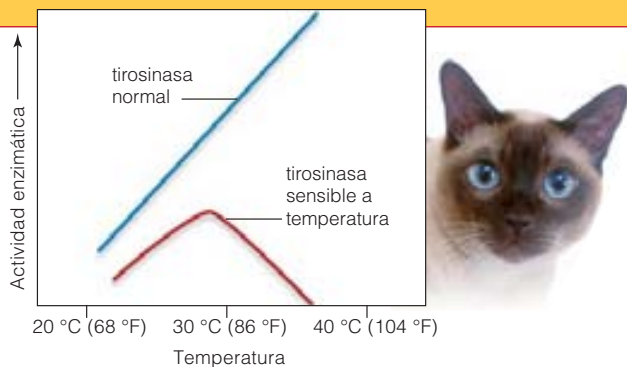 Actividad enzimática
tirosinasa
normal
tirosinasa
sensible a
temperatura
20 °C (68 °F)
30 °C (86 °F)
40 °C (104 °F)
Temperatura